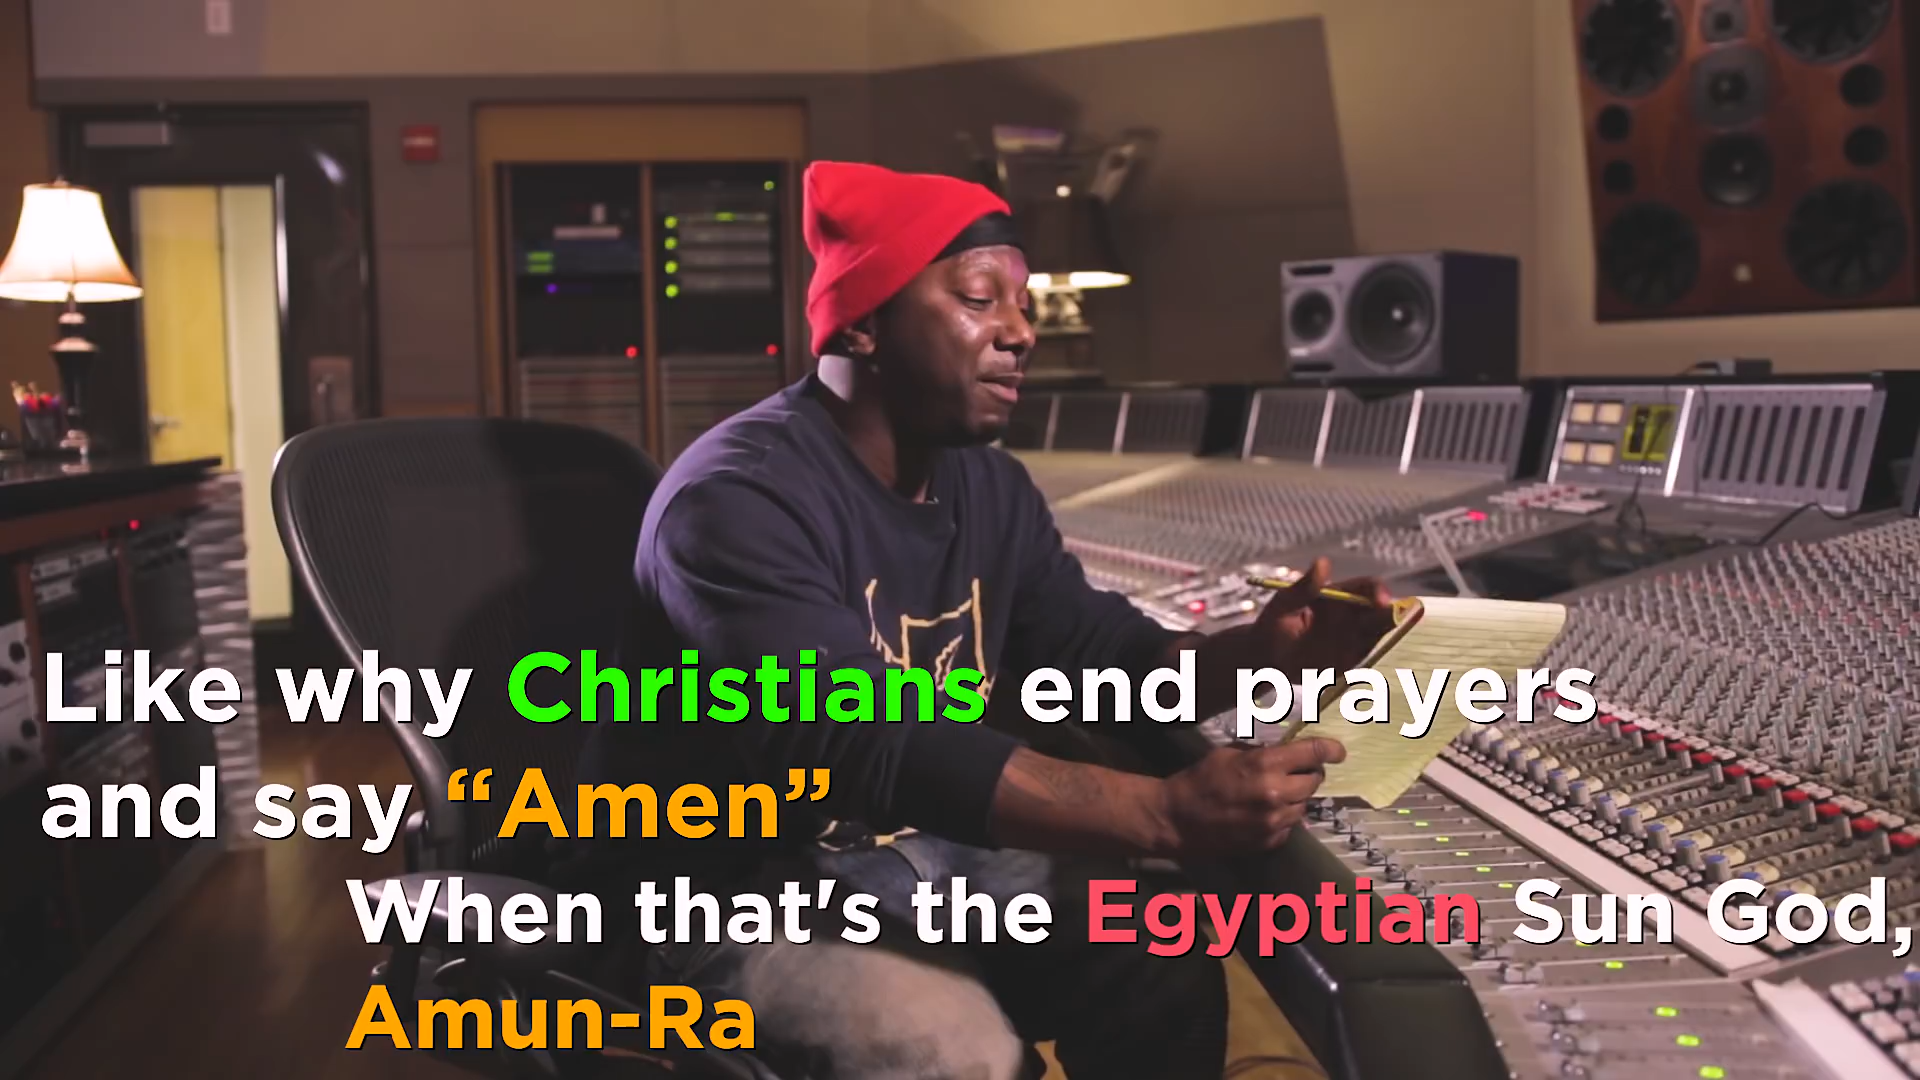 Like why Christians end prayers
and say “Amen”
When that's the Egyptian Sun God,
Amun-Ra